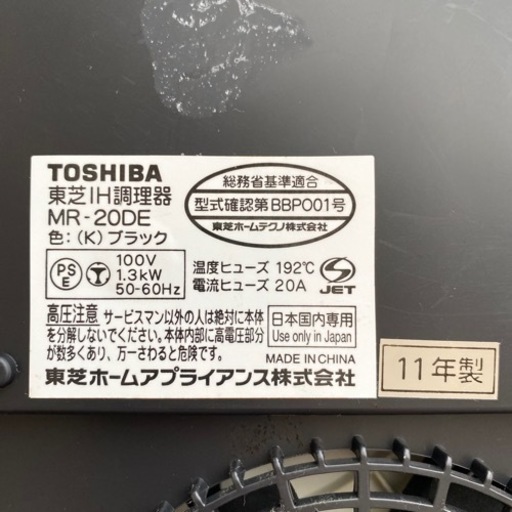 TOSHIBA
東芝IH調理器
MR-20DE
色:(K)ブラック
総務省基準適合
型式確認第BBP001号
東芝ホームテクノ株式会社
PS
E
T
100V
1.3kW
50-60Hz
温度ヒューズ 192℃
電流ヒューズ 20A
S
JET
高圧注意 サービスマン以外の人は絶対に本体
を分解しないでください。本体内部に高電圧部分
が数多くあり、万一さわると危険です。
日本国内専用
Use only in Japan
MADE IN CHINA
東芝ホームアプライアンス株式会社
11年製